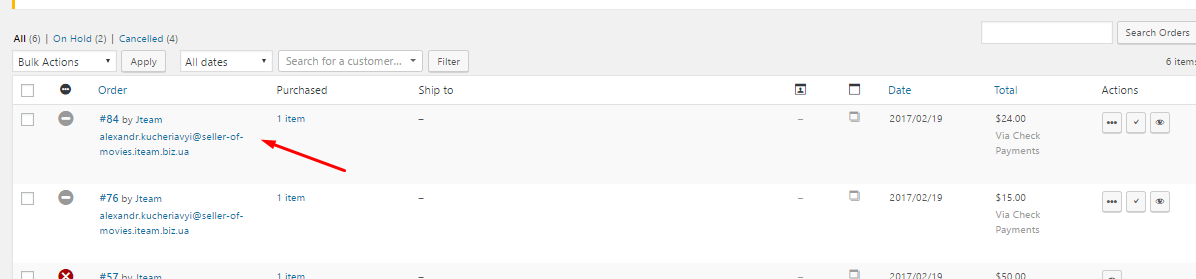 All (6) | On Hold (2) | Cancelled (4)
Search Orders
Bulk Actions Apply All dates Search for a customer... Filter
6 items
Order Purchased Ship to Date Total Actions
#84 by Jteam 1 item – – 2017/02/19 $24.00
alexandr.kucheriavyi@seller-of- Via Check
movies.iteam.biz.ua Payments
#76 by Jteam 1 item – – 2017/02/19 $15.00
alexandr.kucheriavyi@seller-of- Via Check
movies.iteam.biz.ua Payments
#57 by Jteam 1 item – – 2017/02/19 $50.00